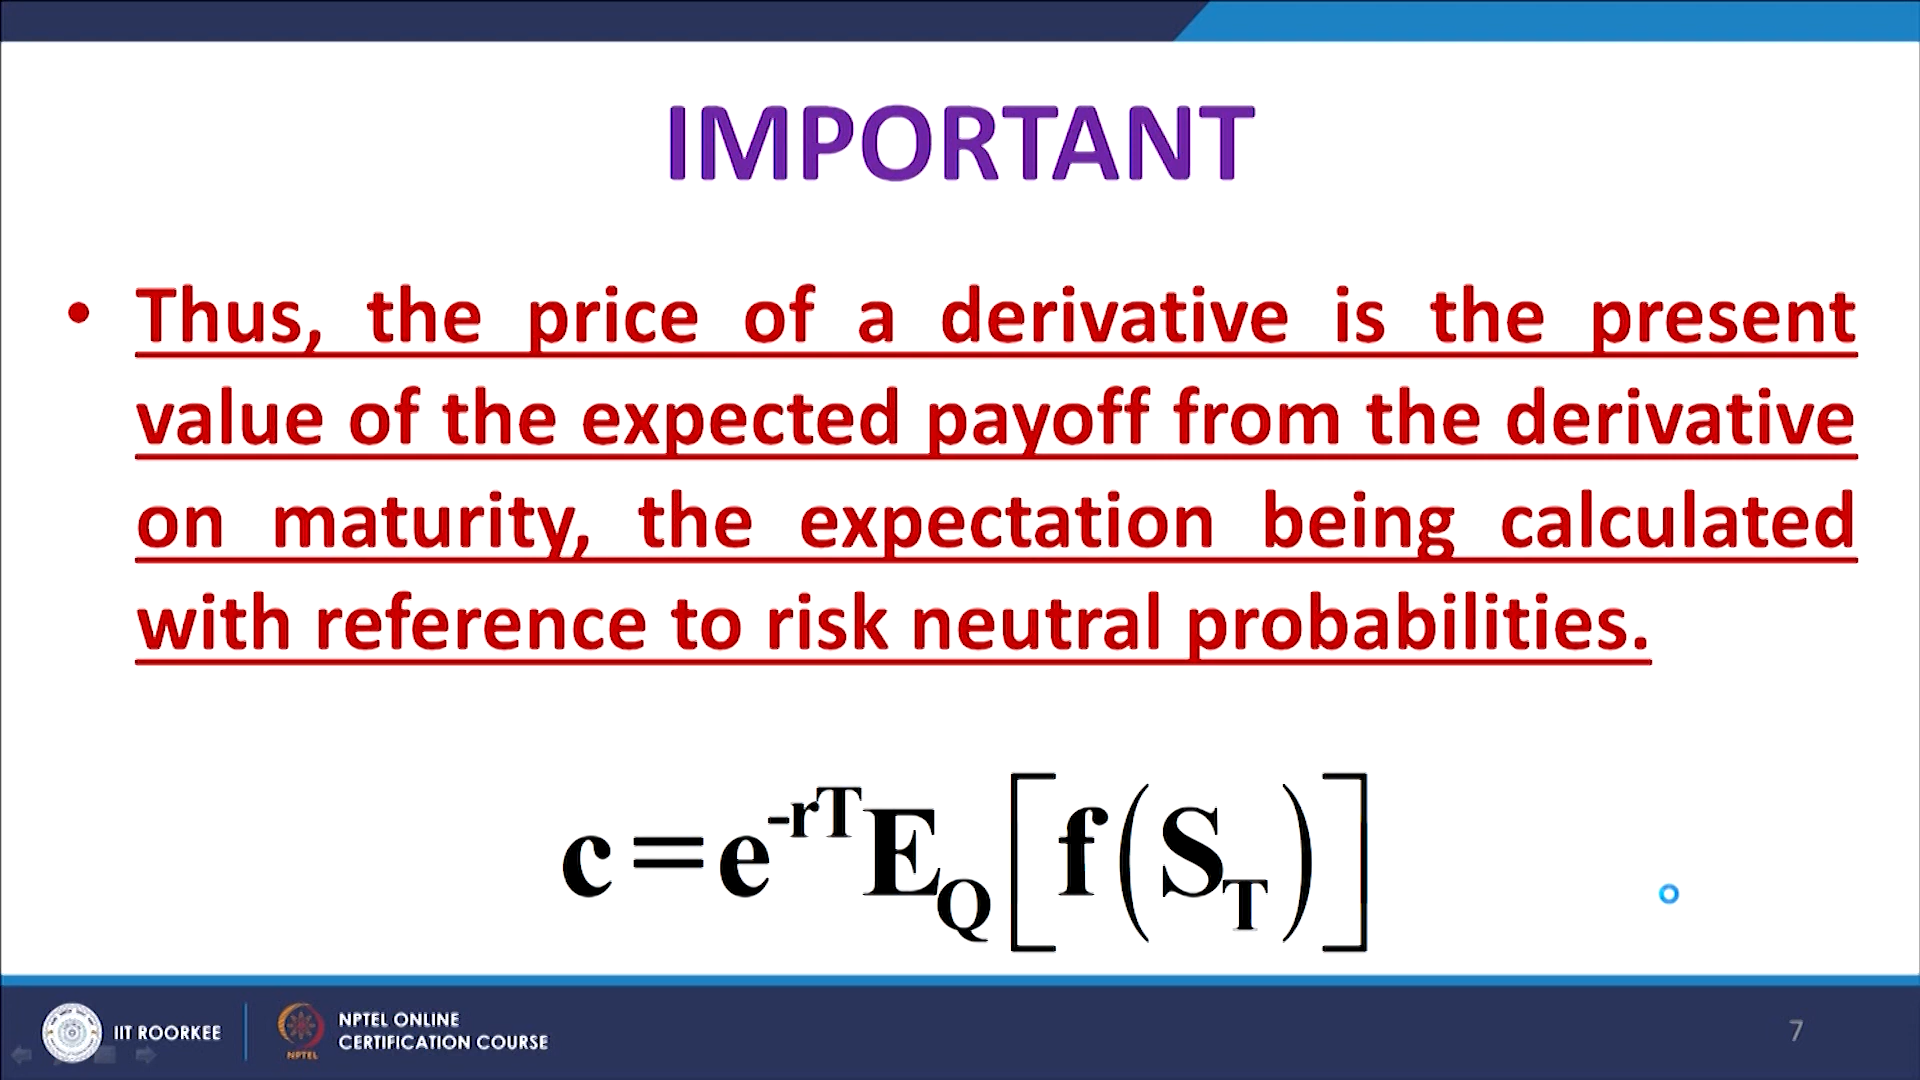 IMPORTANT
• Thus, the price of a derivative is the present
value of the expected payoff from the derivative
on maturity, the expectation being calculated
with reference to risk neutral probabilities.
c=e^{-rT}E_Q[f(S_T)]
IIT ROORKEE
NPTEL
NPTEL ONLINE
CERTIFICATION COURSE
7